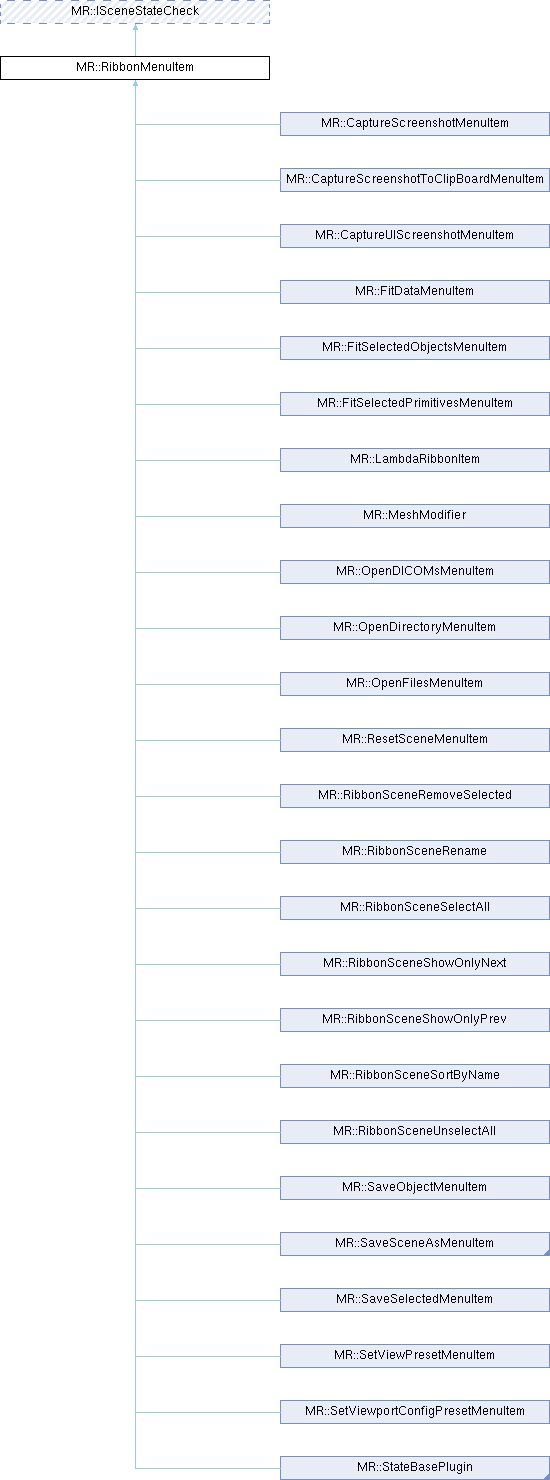 MR::ISceneStateCheck
MR::RibbonMenuItem
MR::CaptureScreenshotMenuItem
MR::CaptureScreenshotToClipBoardMenuItem
MR::CaptureUIScreenshotMenuItem
MR::FitDataMenuItem
MR::FitSelectedObjectsMenuItem
MR::FitSelectedPrimitivesMenuItem
MR::LambdaRibbonItem
MR::MeshModifier
MR::OpenDICOMsMenuItem
MR::OpenDirectoryMenuItem
MR::OpenFilesMenuItem
MR::ResetSceneMenuItem
MR::RibbonSceneRemoveSelected
MR::RibbonSceneRename
MR::RibbonSceneSelectAll
MR::RibbonSceneShowOnlyNext
MR::RibbonSceneShowOnlyPrev
MR::RibbonSceneSortByName
MR::RibbonSceneUnselectAll
MR::SaveObjectMenuItem
MR::SaveSceneAsMenuItem
MR::SaveSelectedMenuItem
MR::SetViewPresetMenuItem
MR::SetViewportConfigPresetMenuItem
MR::StateBasePlugin